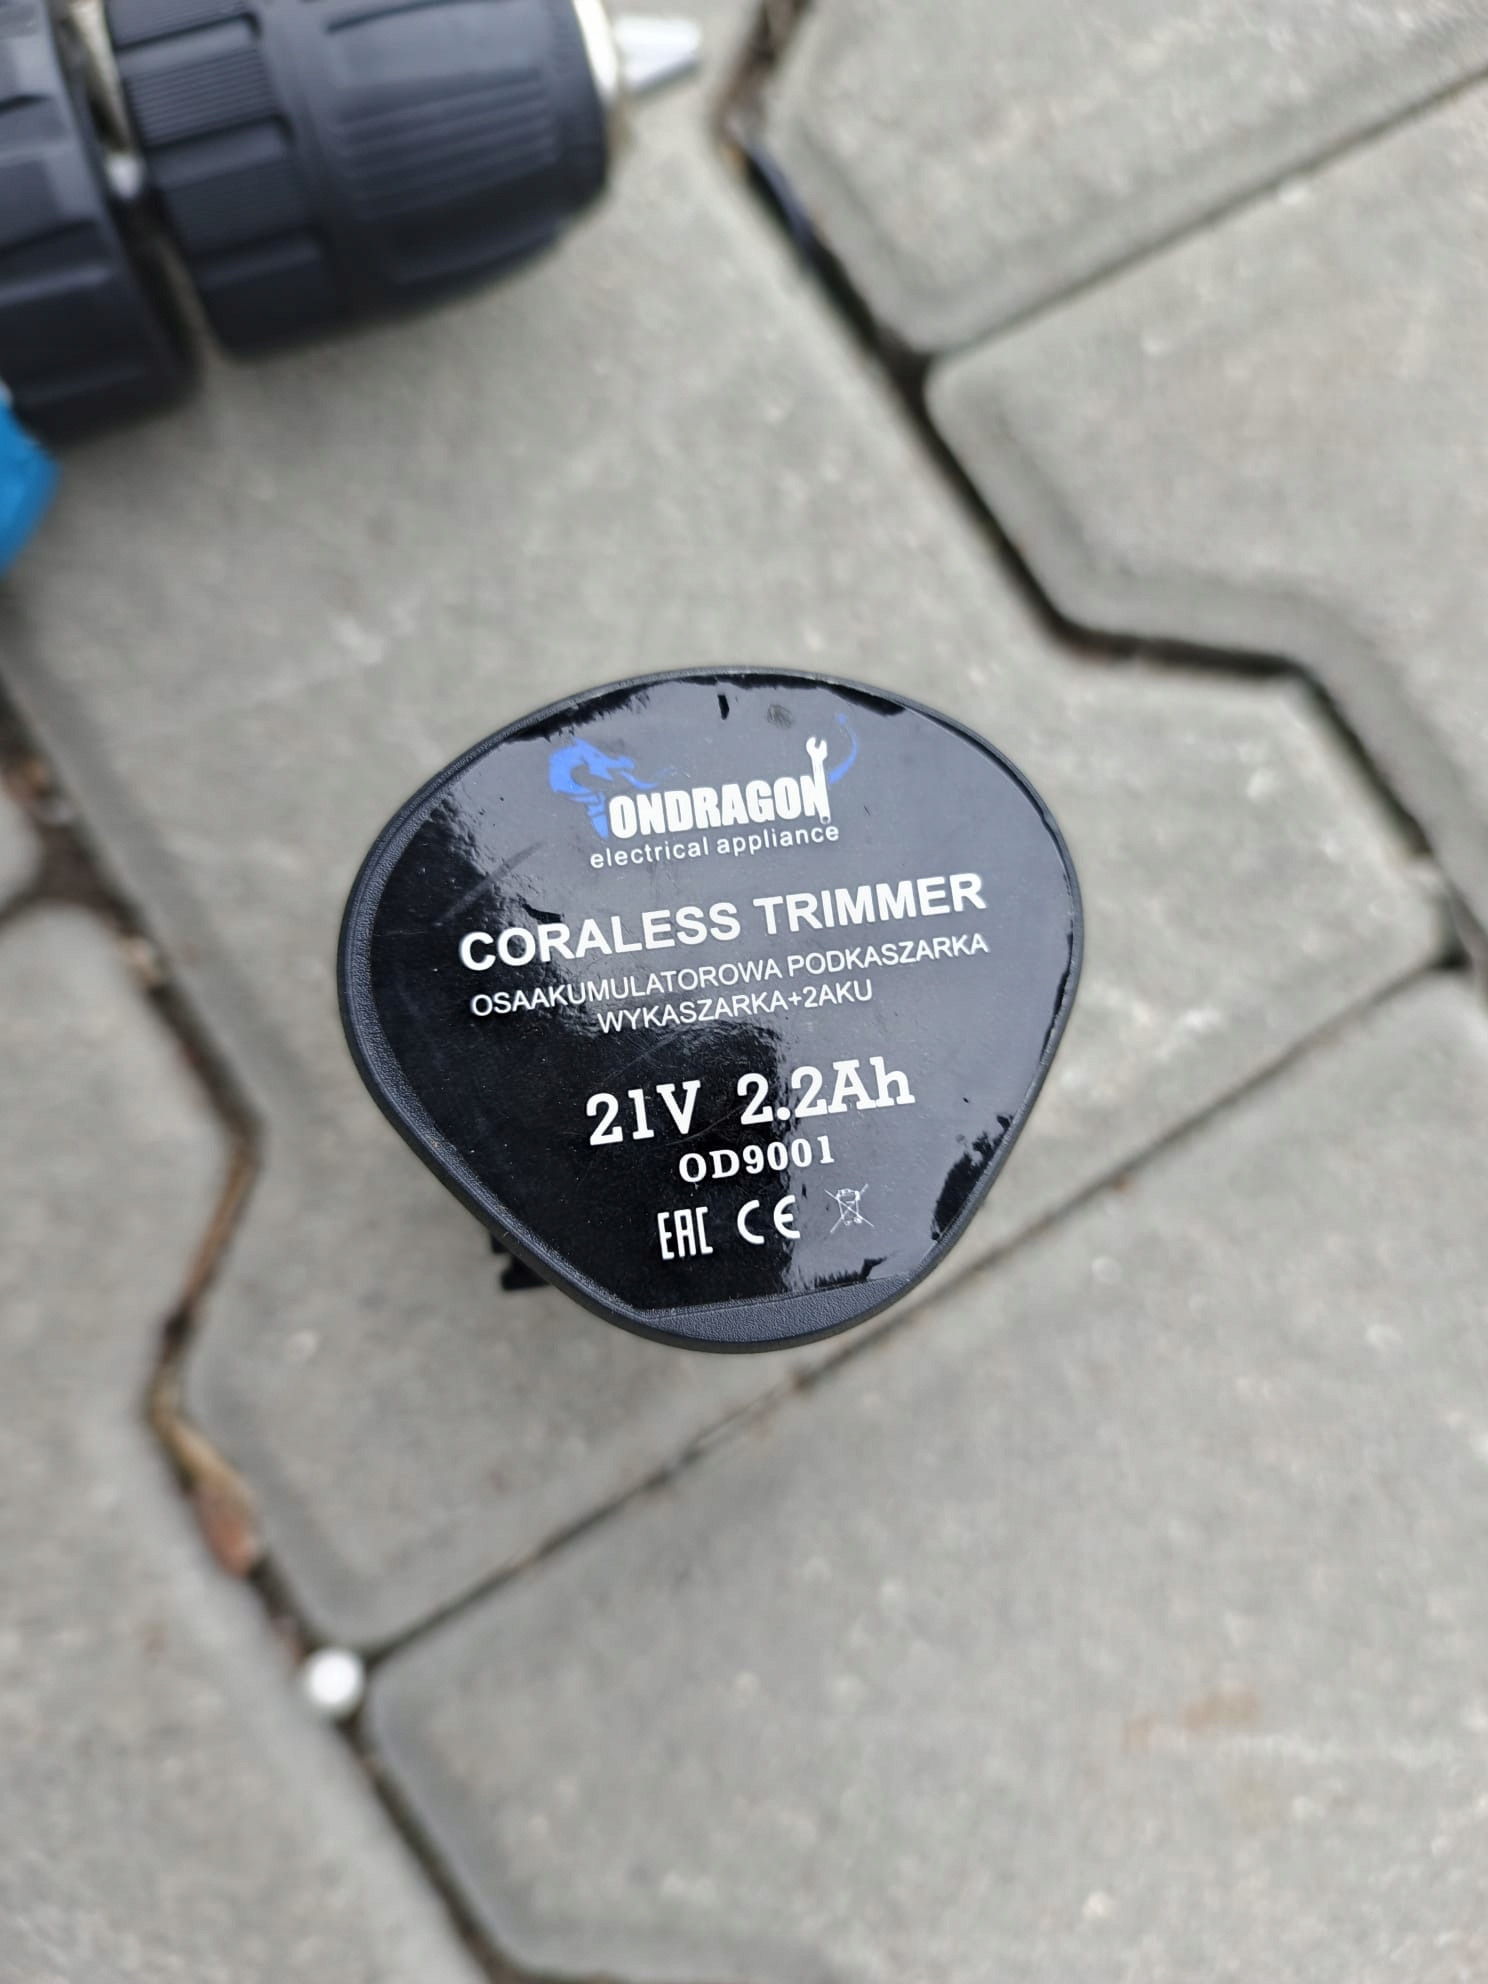 ONDRAGON
electrical appliance
CORALESS TRIMMER
OSAAKUMULATOROWA PODKASZARKA
WYKASZARKA+2AKU
21V 2.2Ah
OD9001
EAC CE